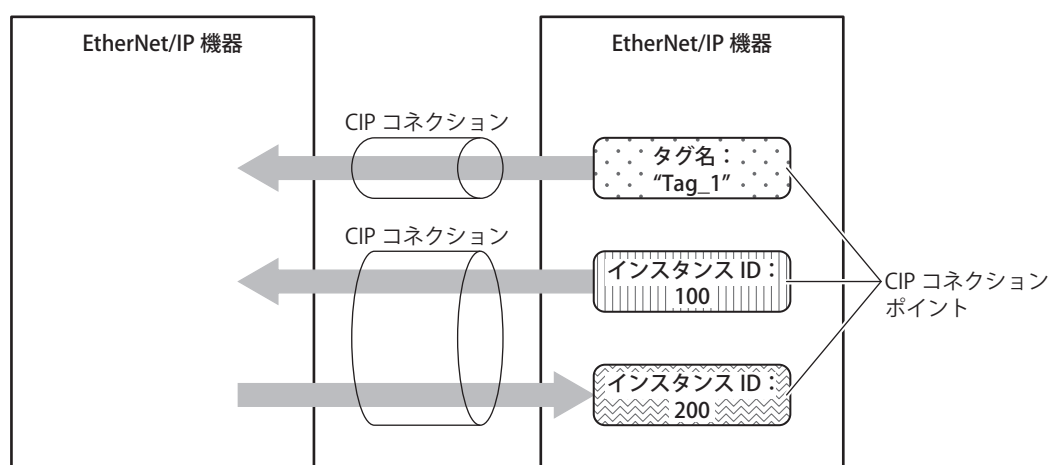 EtherNet/IP 機器
EtherNet/IP 機器
CIP コネクション
タグ名：
“Tag_1”
CIP コネクション
インスタンス ID：
100
CIP コネクション
ポイント
インスタンス ID：
200